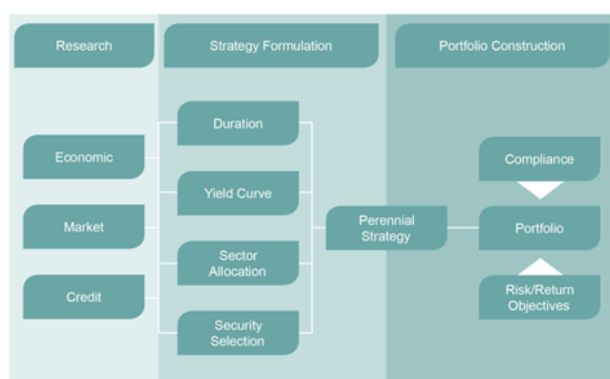 Research
Strategy Formulation
Portfolio Construction
Economic
Market
Credit
Duration
Yield Curve
Sector
Allocation
Security
Selection
Perennial
Strategy
Compliance
Portfolio
Risk/Return
Objectives